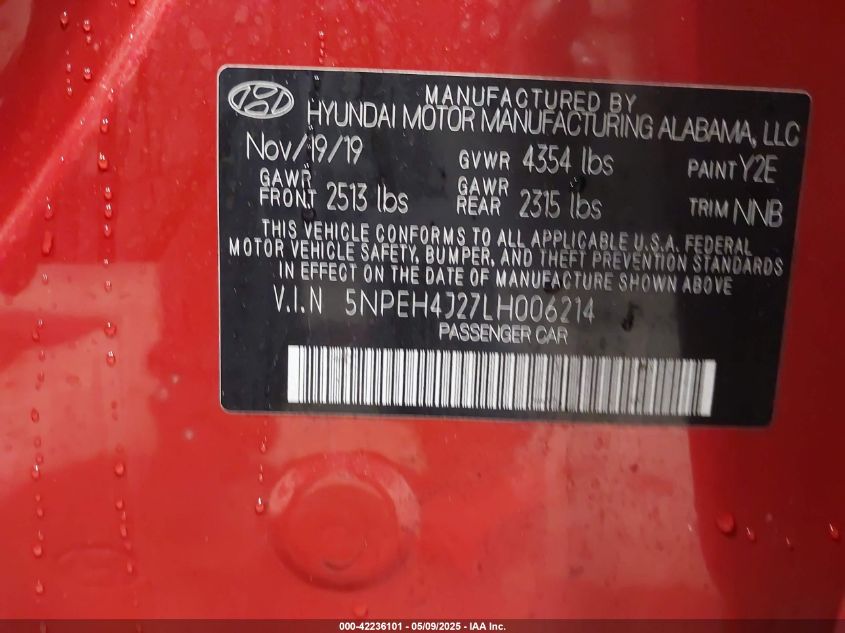 MANUFACTURED BY
HYUNDAI MOTOR MANUFACTURING ALABAMA, LLC
Nov/19/19 GVWR 4354 lbs PAINT Y2E
GAWR FRONT 2513 lbs GAWR REAR 2315 lbs TRIM NNB
THIS VEHICLE CONFORMS TO ALL APPLICABLE U.S.A. FEDERAL
MOTOR VEHICLE SAFETY, BUMPER, AND THEFT PREVENTION STANDARDS
IN EFFECT ON THE DATE OF MANUFACTURE SHOWN ABOVE
V.I.N 5NPEH4J27LH006214
PASSENGER CAR
000-42236101 - 05/09/2025 - IAA Inc.